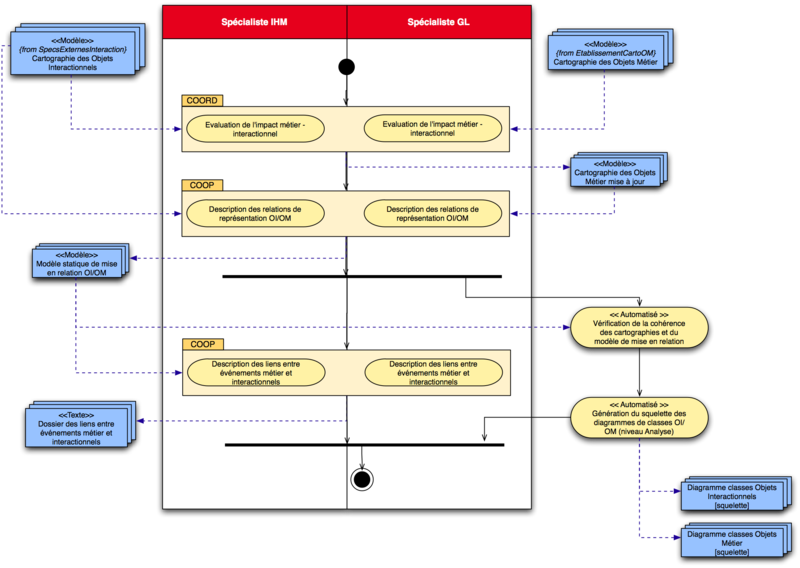 Spécialiste IHM
Spécialiste GL
<<Modèle>>
{from SpecsExternesInteraction}
Cartographie des Objets
Interactionnels
<<Modèle>>
{from EtablissementCartoOM}
Cartographie des Objets Métier
COORD
Evaluation de l'impact métier -
interactionnel
Evaluation de l'impact métier -
interactionnel
<<Modèle>>
Cartographie des Objets
Métier mise à jour
COOP
Description des relations de
représentation OI/OM
Description des relations de
représentation OI/OM
<<Modèle>>
Modèle statique de mise
en relation OI/OM
<< Automatisé >>
Vérification de la cohérence
des cartographies et du
modèle de mise en relation
COOP
Description des liens entre
événements métier et
interactionnels
Description des liens entre
événements métier et
interactionnels
<<Texte>>
Dossier des liens entre
événements métier et
interactionnels
<< Automatisé >>
Génération du squelette des
diagrammes de classes OI/
OM (niveau Analyse)
Diagramme classes Objets
Interactionnels
[squelette]
Diagramme classes Objets
Métier
[squelette]